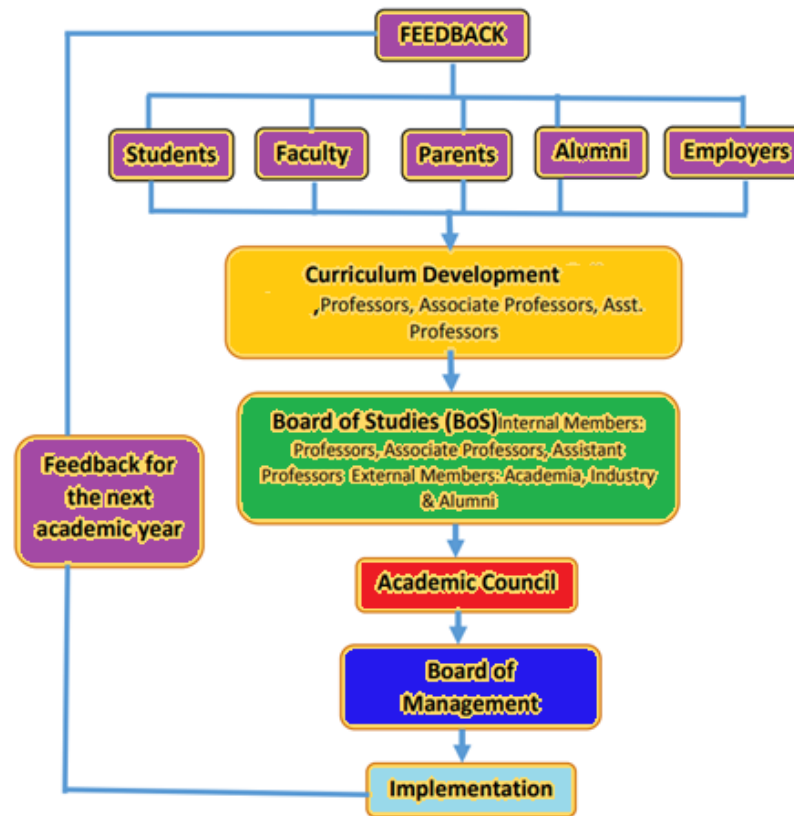 FEEDBACK
Students
Faculty
Parents
Alumni
Employers
Curriculum Development
,Professors, Associate Professors, Asst.
Professors
Board of Studies (BoS)Internal Members:
Professors, Associate Professors, Assistant
Professors External Members: Academia, Industry
& Alumni
Feedback for
the next
academic year
Academic Council
Board of
Management
Implementation